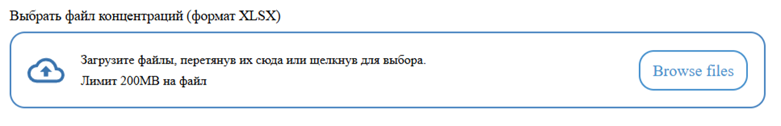 Выбрать файл концентраций (формат XLSX)
Загрузите файлы, перетянув их сюда или щелкнув для выбора.
Лимит 200MB на файл
Browse files